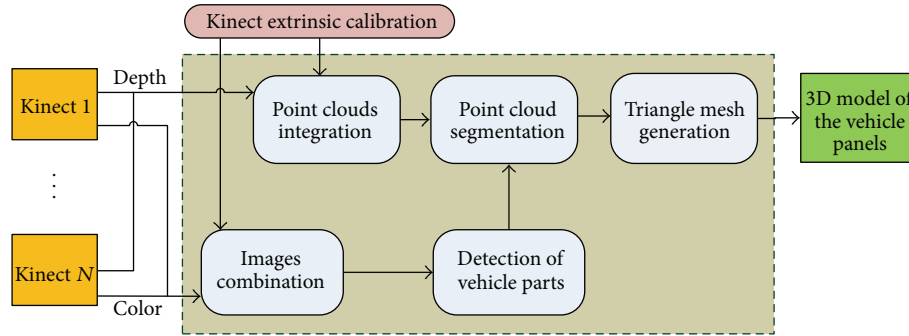 Kinect extrinsic calibration
Depth
Kinect 1
Point clouds
integration
Point cloud
segmentation
Triangle mesh
generation
3D model of
the vehicle
panels
⋮
Kinect N
Color
Images
combination
Detection of
vehicle parts